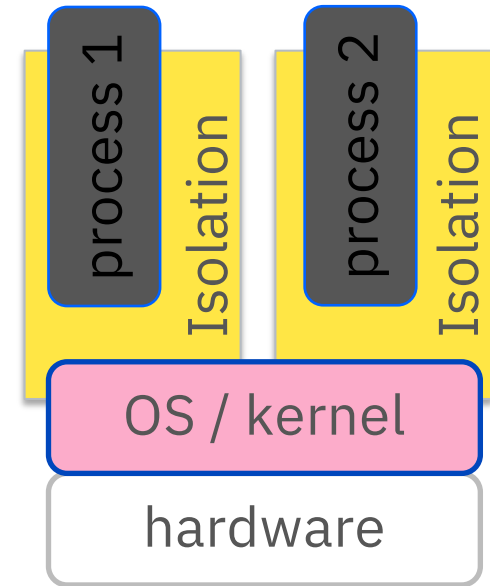 process 1
Isolation
process 2
Isolation
OS / kernel
hardware